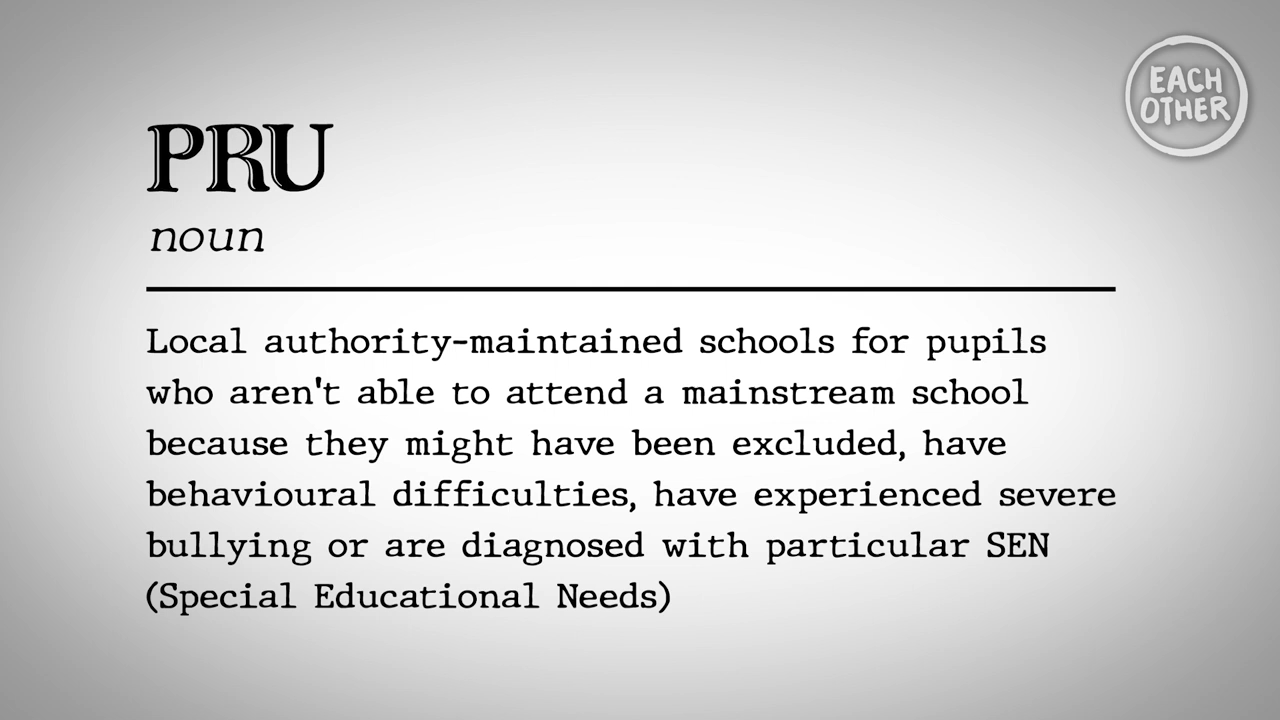 EACH
OTHER
PRU
noun
Local authority-maintained schools for pupils
who aren't able to attend a mainstream school
because they might have been excluded, have
behavioural difficulties, have experienced severe
bullying or are diagnosed with particular SEN
(Special Educational Needs)